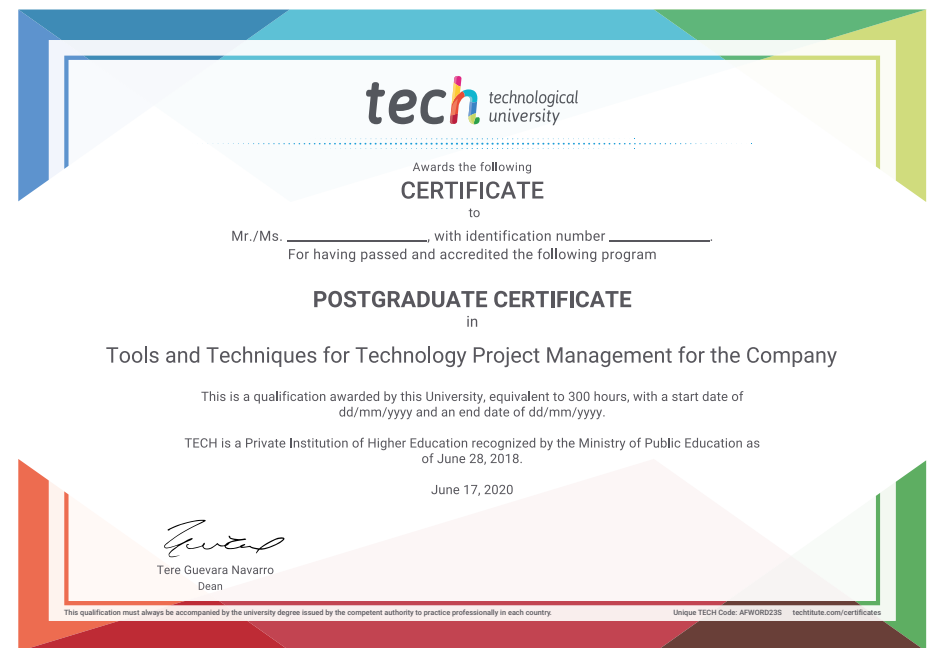 tech technological
university
Awards the following
CERTIFICATE
to
Mr./Ms. ____________________, with identification number ______________.
For having passed and accredited the following program
POSTGRADUATE CERTIFICATE
in
Tools and Techniques for Technology Project Management for the Company
This is a qualification awarded by this University, equivalent to 300 hours, with a start date of
dd/mm/yyyy and an end date of dd/mm/yyyy.
TECH is a Private Institution of Higher Education recognized by the Ministry of Public Education as
of June 28, 2018.
June 17, 2020
Tere Guevara Navarro
Dean
This qualification must always be accompanied by the university degree issued by the competent authority to practice professionally in each country.
Unique TECH Code: AFWORD23S techtitute.com/certificates